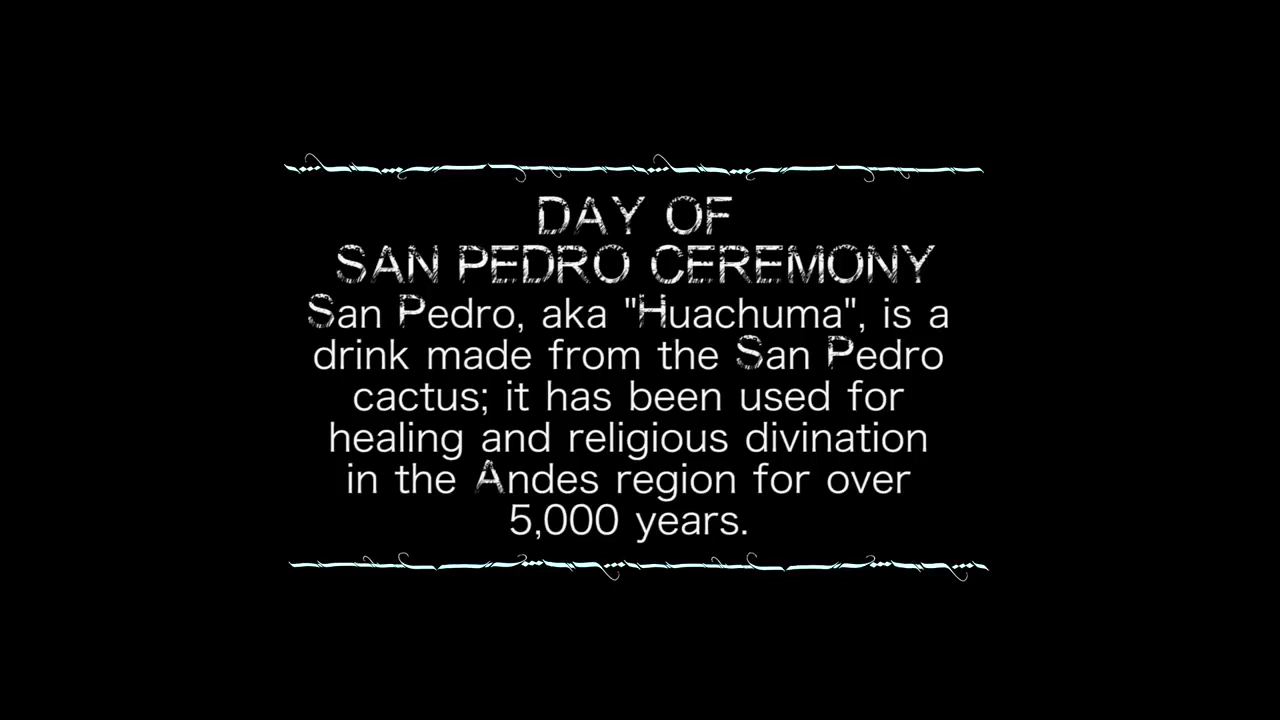 DAY OF
SAN PEDRO CEREMONY
San Pedro, aka "Huachuma", is a
drink made from the San Pedro
cactus; it has been used for
healing and religious divination
in the Andes region for over
5,000 years.